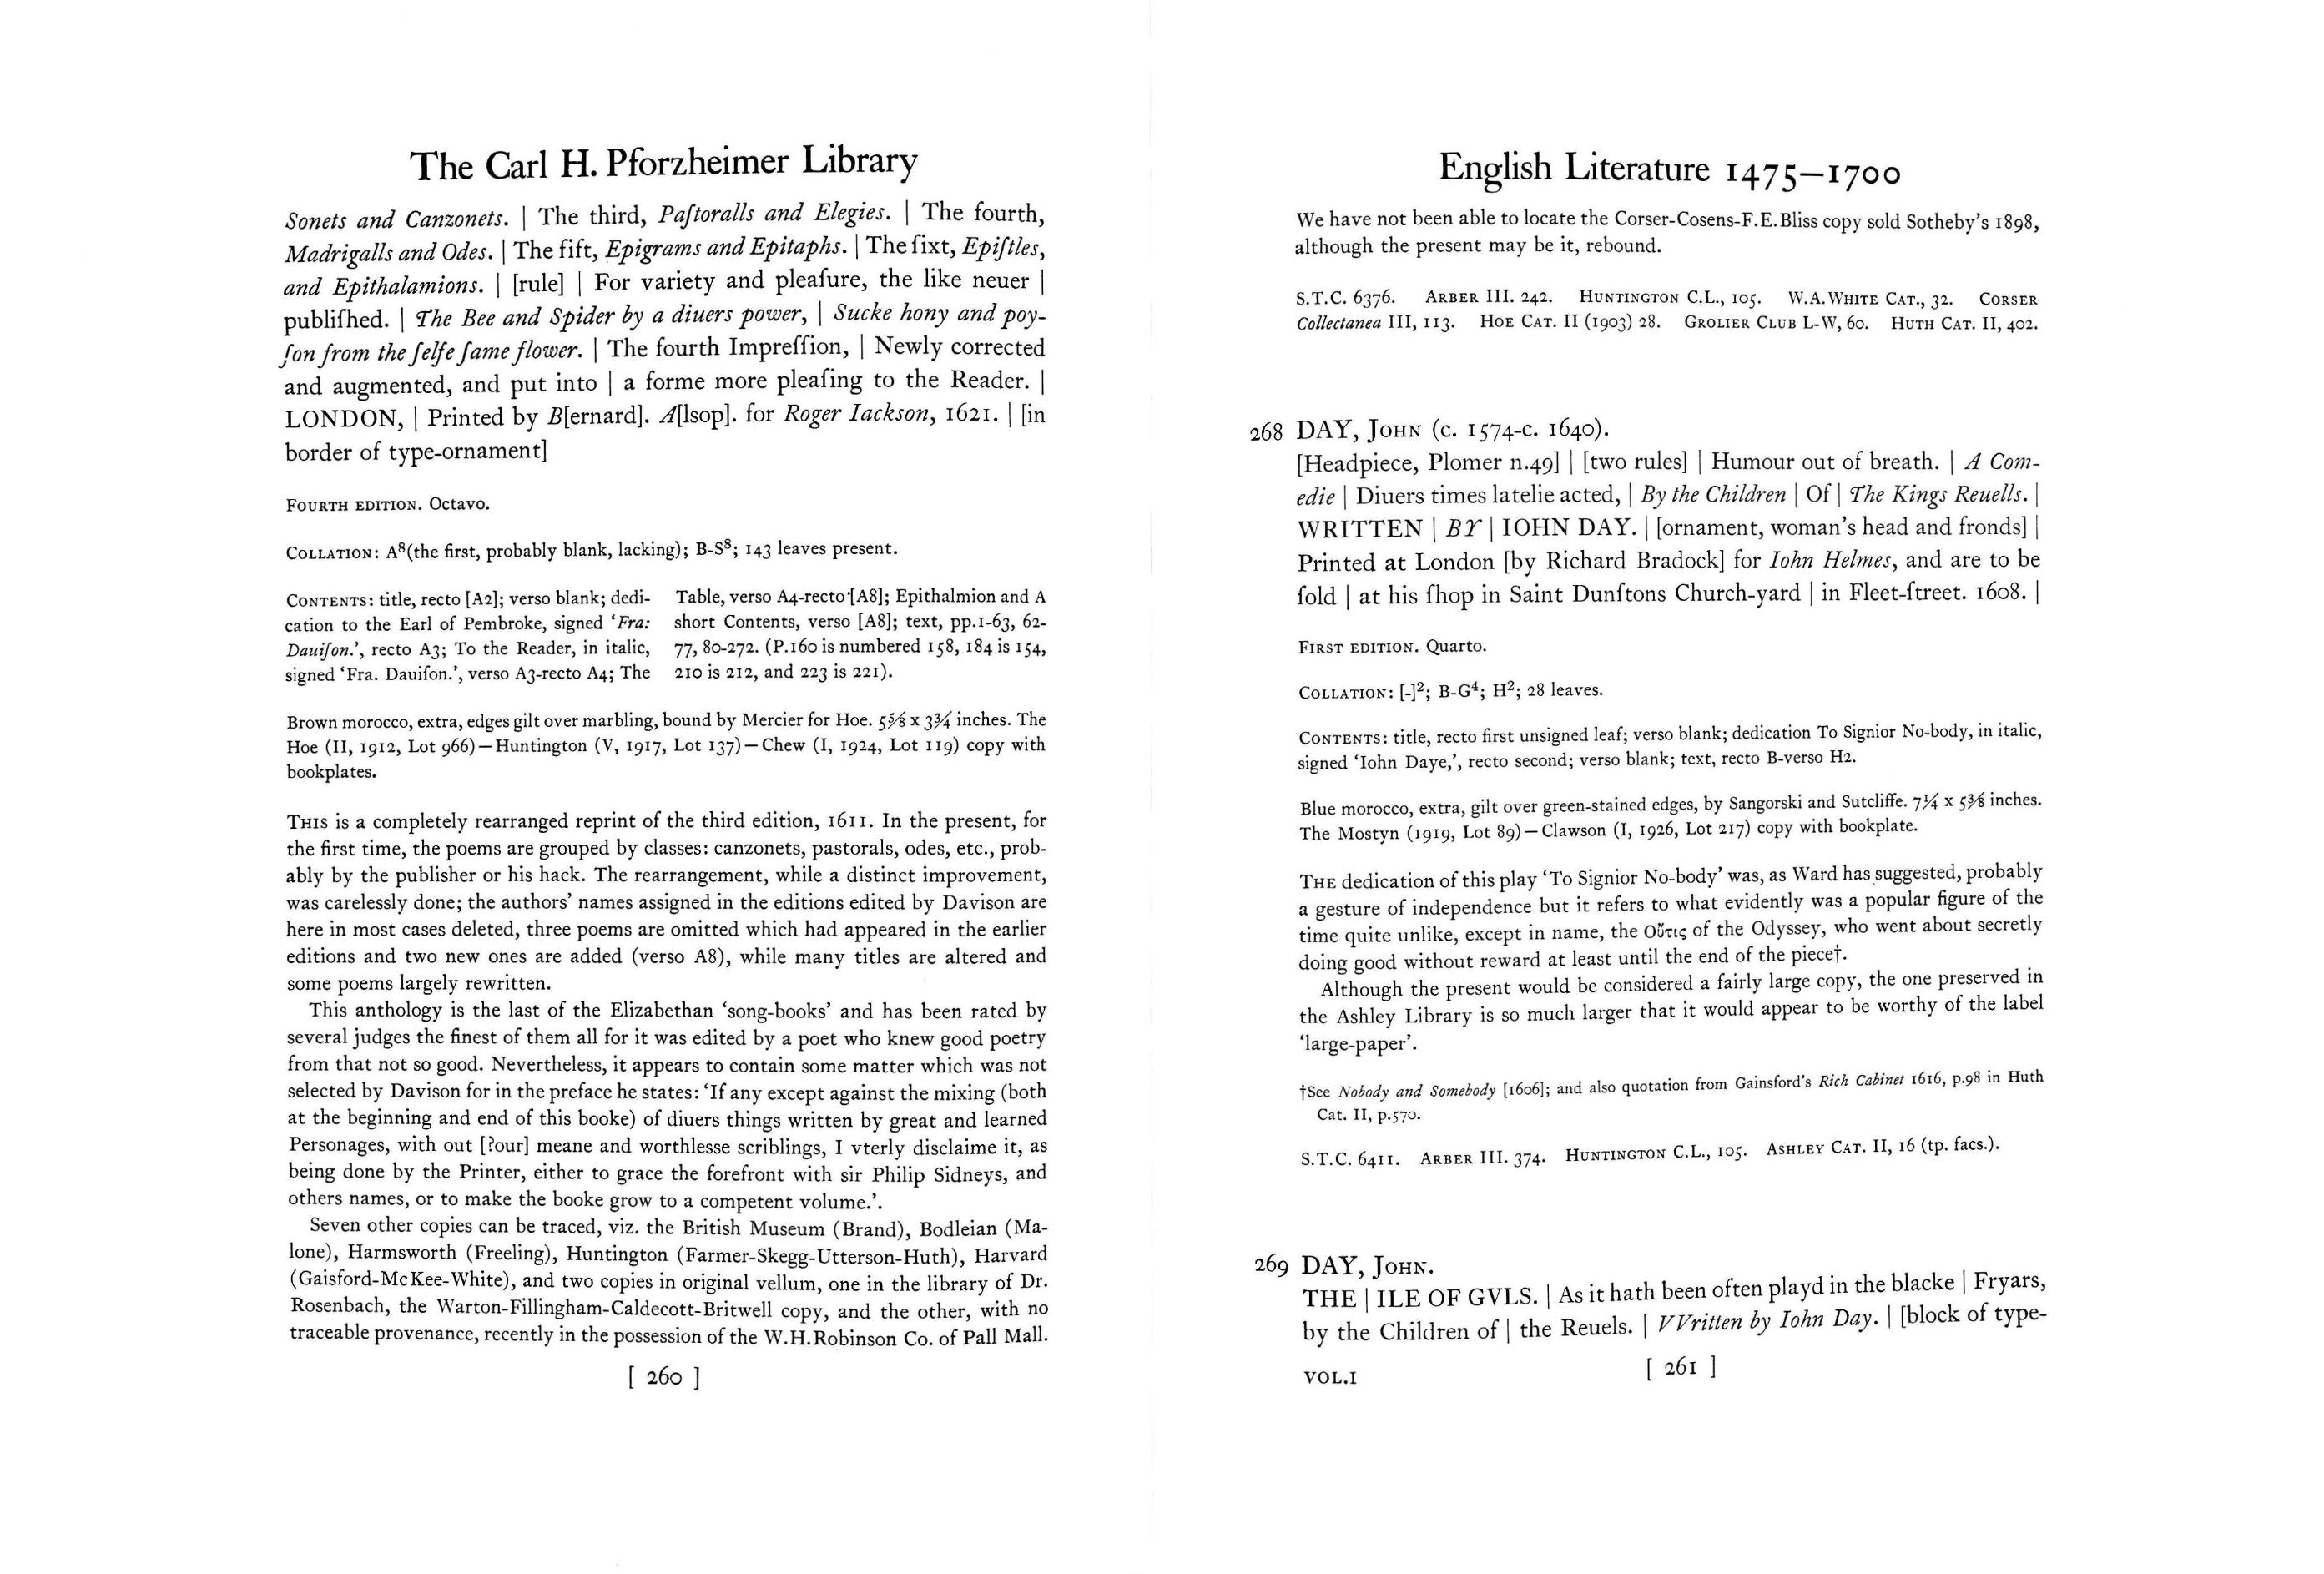 The Carl H. Pforzheimer Library
Sonets and Canzonets. | The third, Paſtoralls and Elegies. | The fourth,
Madrigalls and Odes. | The fift, Epigrams and Epitaphs. | The ſixt, Epiſtles,
and Epithalamions. | [rule] | For variety and pleaſure, the like neuer |
publiſhed. | The Bee and Spider by a diuers power, | Sucke hony and poy-
ſon from the ſelfe ſame flower. | The fourth Impreſſion, | Newly corrected
and augmented, and put into | a forme more pleaſing to the Reader. |
LONDON, | Printed by B[ernard]. A[lsop]. for Roger Iackson, 1621. | [in
border of type-ornament]
FOURTH EDITION. Octavo.
COLLATION: A⁸(the first, probably blank, lacking); B-S⁸; 143 leaves present.
CONTENTS: title, recto [A2]; verso blank; dedi-
cation to the Earl of Pembroke, signed ‘Fra:
Dauiſon.’, recto A3; To the Reader, in italic,
signed ‘Fra. Dauiſon.’, verso A3-recto A4; The
Table, verso A4-recto [A8]; Epithalmion and A
short Contents, verso [A8]; text, pp.1-63, 62-
77, 80-272. (P.160 is numbered 158, 184 is 154,
210 is 212, and 223 is 221).
Brown morocco, extra, edges gilt over marbling, bound by Mercier for Hoe. 5⅝ x 3¾ inches. The
Hoe (II, 1912, Lot 966)—Huntington (V, 1917, Lot 137)—Chew (I, 1924, Lot 119) copy with
bookplates.
THIS is a completely rearranged reprint of the third edition, 1611. In the present, for
the first time, the poems are grouped by classes: canzonets, pastorals, odes, etc., prob-
ably by the publisher or his hack. The rearrangement, while a distinct improvement,
was carelessly done; the authors’ names assigned in the editions edited by Davison are
here in most cases deleted, three poems are omitted which had appeared in the earlier
editions and two new ones are added (verso A8), while many titles are altered and
some poems largely rewritten.
This anthology is the last of the Elizabethan ‘song-books’ and has been rated by
several judges the finest of them all for it was edited by a poet who knew good poetry
from that not so good. Nevertheless, it appears to contain some matter which was not
selected by Davison for in the preface he states: ‘If any except against the mixing (both
at the beginning and end of this booke) of diuers things written by great and learned
Personages, with out [?our] meane and worthlesse scriblings, I vterly disclaime it, as
being done by the Printer, either to grace the forefront with sir Philip Sidneys, and
others names, or to make the booke grow to a competent volume.’.
Seven other copies can be traced, viz. the British Museum (Brand), Bodleian (Ma-
lone), Harmsworth (Freeling), Huntington (Farmer-Skegg-Utterson-Huth), Harvard
(Gaisford-McKee-White), and two copies in original vellum, one in the library of Dr.
Rosenbach, the Warton-Fillingham-Caldecott-Britwell copy, and the other, with no
traceable provenance, recently in the possession of the W.H.Robinson Co. of Pall Mall.
[ 260 ]
English Literature 1475—1700
We have not been able to locate the Corser-Cosens-F.E.Bliss copy sold Sotheby’s 1898,
although the present may be it, rebound.
S.T.C. 6376. ARBER III. 242. HUNTINGTON C.L., 105. W.A.WHITE CAT., 32. CORSER
Collectanea III, 113. HOE CAT. II (1903) 28. GROLIER CLUB L-W, 60. HUTH CAT. II, 402.
268 DAY, JOHN (c. 1574-c. 1640).
[Headpiece, Plomer n.49] | [two rules] | Humour out of breath. | A Com-
edie | Diuers times latelie acted, | By the Children | Of | The Kings Reuells. |
WRITTEN | BY | IOHN DAY. | [ornament, woman’s head and fronds] |
Printed at London [by Richard Bradock] for Iohn Helmes, and are to be
ſold | at his ſhop in Saint Dunſtons Church-yard | in Fleet-ſtreet. 1608. |
FIRST EDITION. Quarto.
COLLATION: [-]²; B-G⁴; H²; 28 leaves.
CONTENTS: title, recto first unsigned leaf; verso blank; dedication To Signior No-body, in italic,
signed ‘Iohn Daye,’, recto second; verso blank; text, recto B-verso H2.
Blue morocco, extra, gilt over green-stained edges, by Sangorski and Sutcliffe. 7¼ x 5⅜ inches.
The Mostyn (1919, Lot 89)—Clawson (I, 1926, Lot 217) copy with bookplate.
THE dedication of this play ‘To Signior No-body’ was, as Ward has suggested, probably
a gesture of independence but it refers to what evidently was a popular figure of the
time quite unlike, except in name, the Οὔτις of the Odyssey, who went about secretly
doing good without reward at least until the end of the piece†.
Although the present would be considered a fairly large copy, the one preserved in
the Ashley Library is so much larger that it would appear to be worthy of the label
‘large-paper’.
†See Nobody and Somebody [1606]; and also quotation from Gainsford’s Rich Cabinet 1616, p.98 in Huth
Cat. II, p.570.
S.T.C. 6411. ARBER III. 374. HUNTINGTON C.L., 105. ASHLEY CAT. II, 16 (tp. facs.).
269 DAY, JOHN.
THE | ILE OF GVLS. | As it hath been often playd in the blacke | Fryars,
by the Children of | the Reuels. | VVritten by Iohn Day. | [block of type-
VOL.I
[ 261 ]